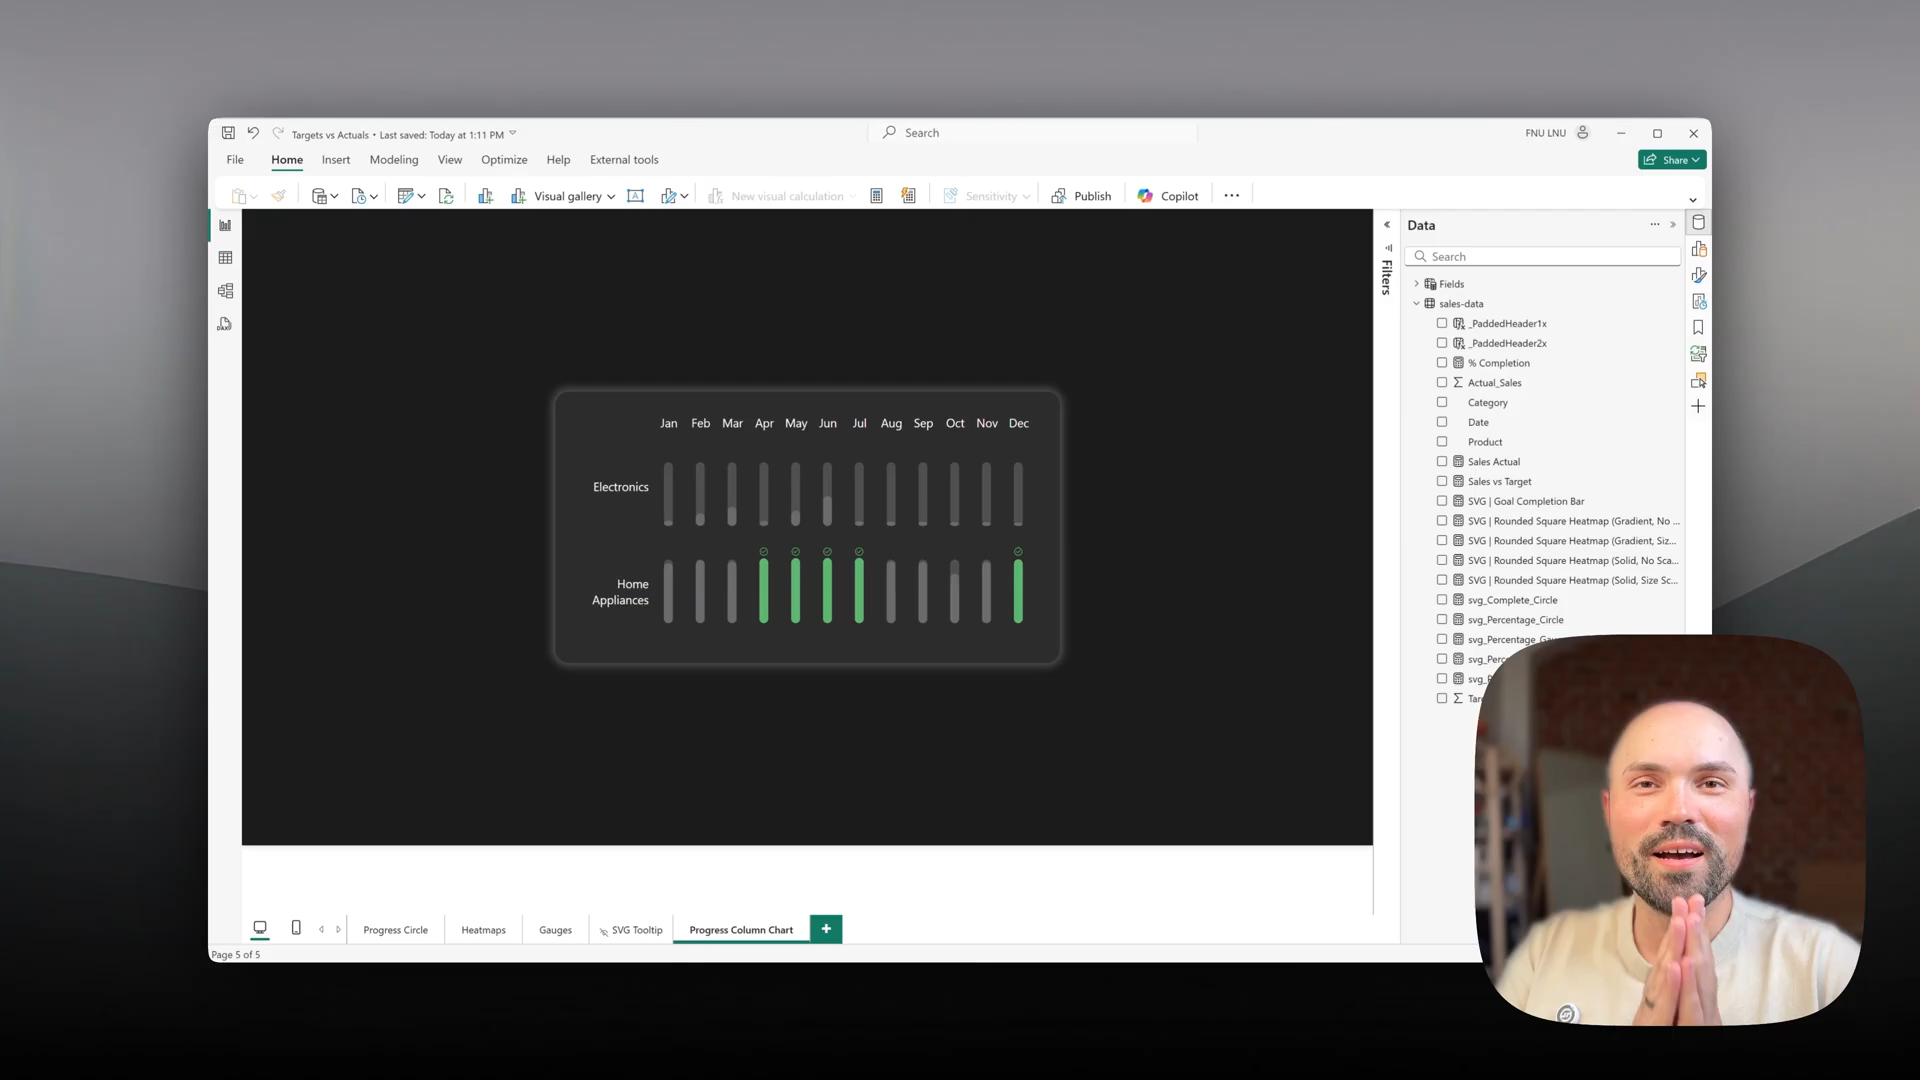 Targets vs Actuals • Last saved: Today at 1:11 PM
Search
FNU LNU
File Home Insert Modeling View Optimize Help External tools
Share
Visual gallery
New visual calculation
Sensitivity
Publish
Copilot
Jan Feb Mar Apr May Jun Jul Aug Sep Oct Nov Dec
Electronics
Home
Appliances
Filters
Data
Search
Fields
sales-data
_PaddedHeader1x
_PaddedHeader2x
% Completion
Actual_Sales
Category
Date
Product
Sales Actual
Sales vs Target
SVG | Goal Completion Bar
SVG | Rounded Square Heatmap (Gradient, No ...
SVG | Rounded Square Heatmap (Gradient, Siz...
SVG | Rounded Square Heatmap (Solid, No Sca...
SVG | Rounded Square Heatmap (Solid, Size Sc...
svg_Complete_Circle
svg_Percentage_Circle
DAX
Progress Circle
Heatmaps
Gauges
SVG Tooltip
Progress Column Chart
Page 5 of 5